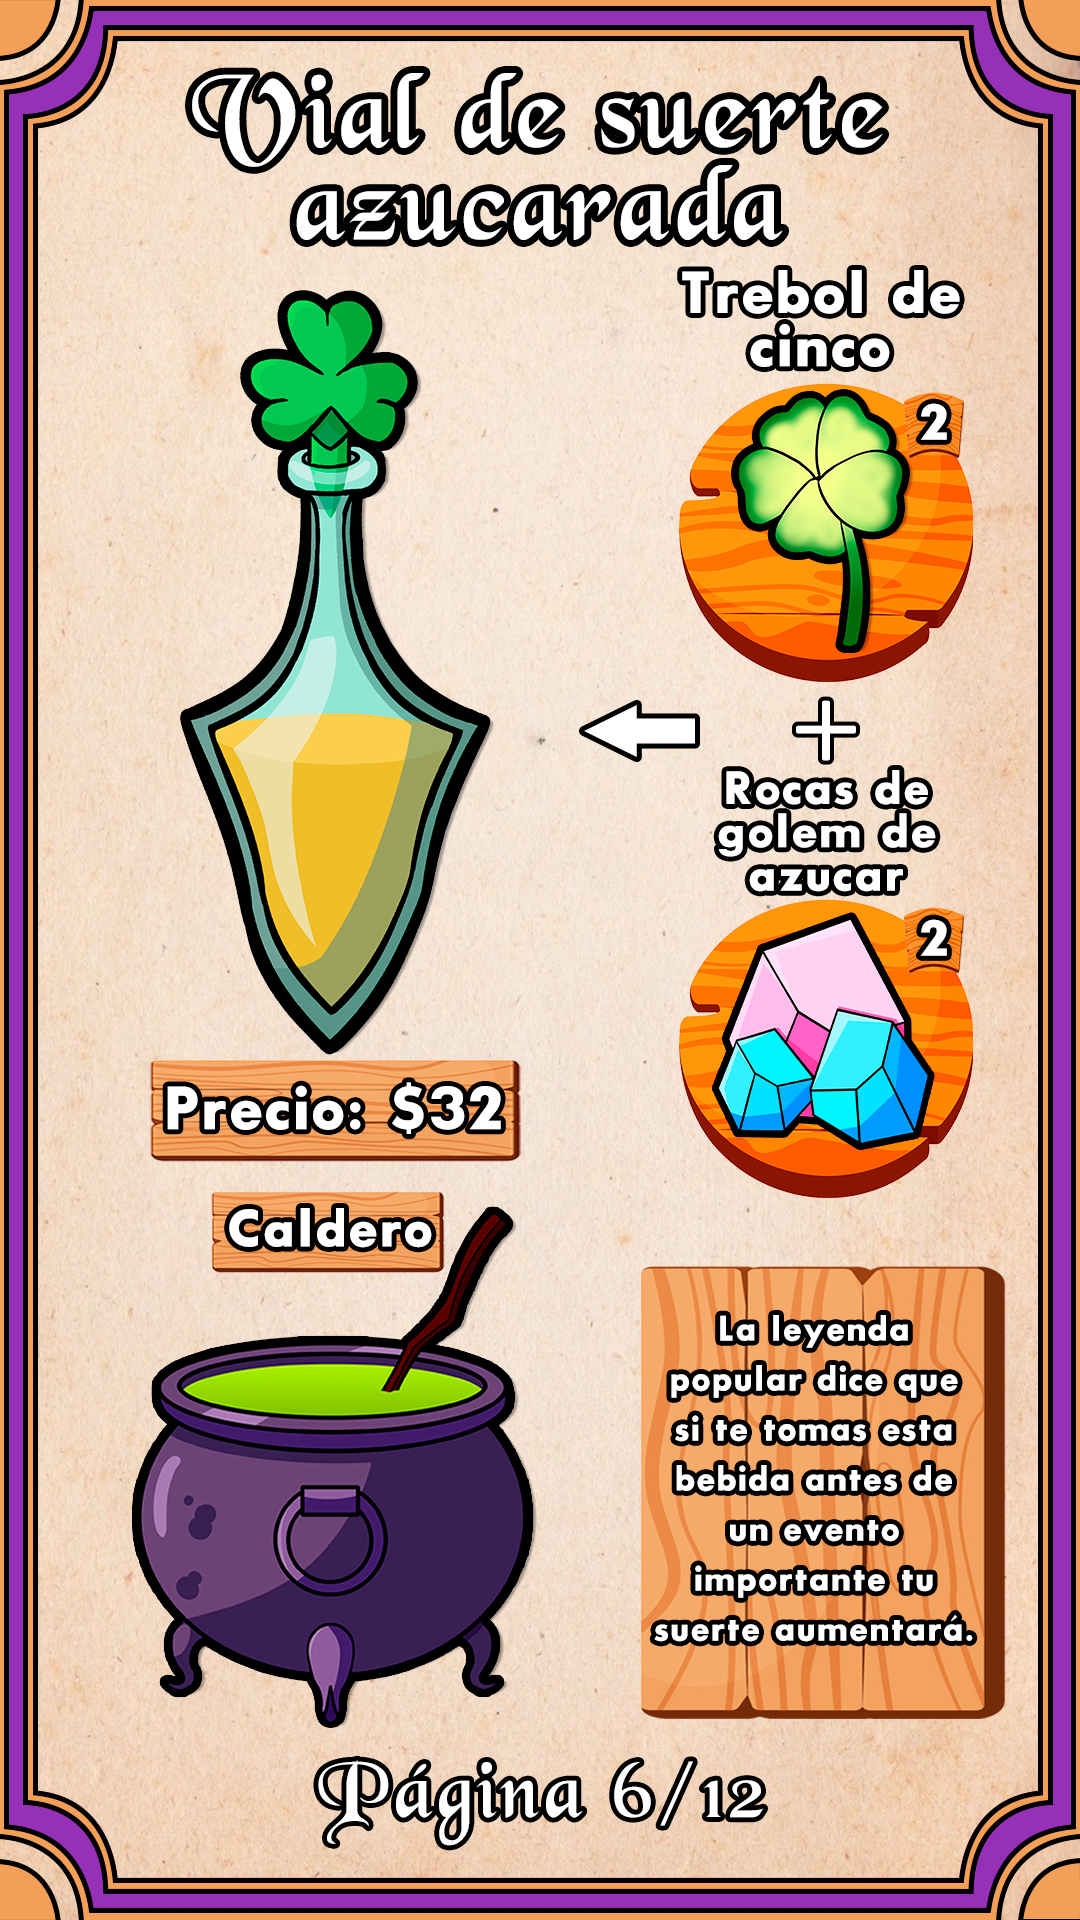 Vial de suerte
azucarada
Trebol de
cinco
2
+
Rocas de
golem de
azucar
2
Precio: $32
Caldero
La leyenda
popular dice que
si te tomas esta
bebida antes de
un evento
importante tu
suerte aumentará.
Página 6/12